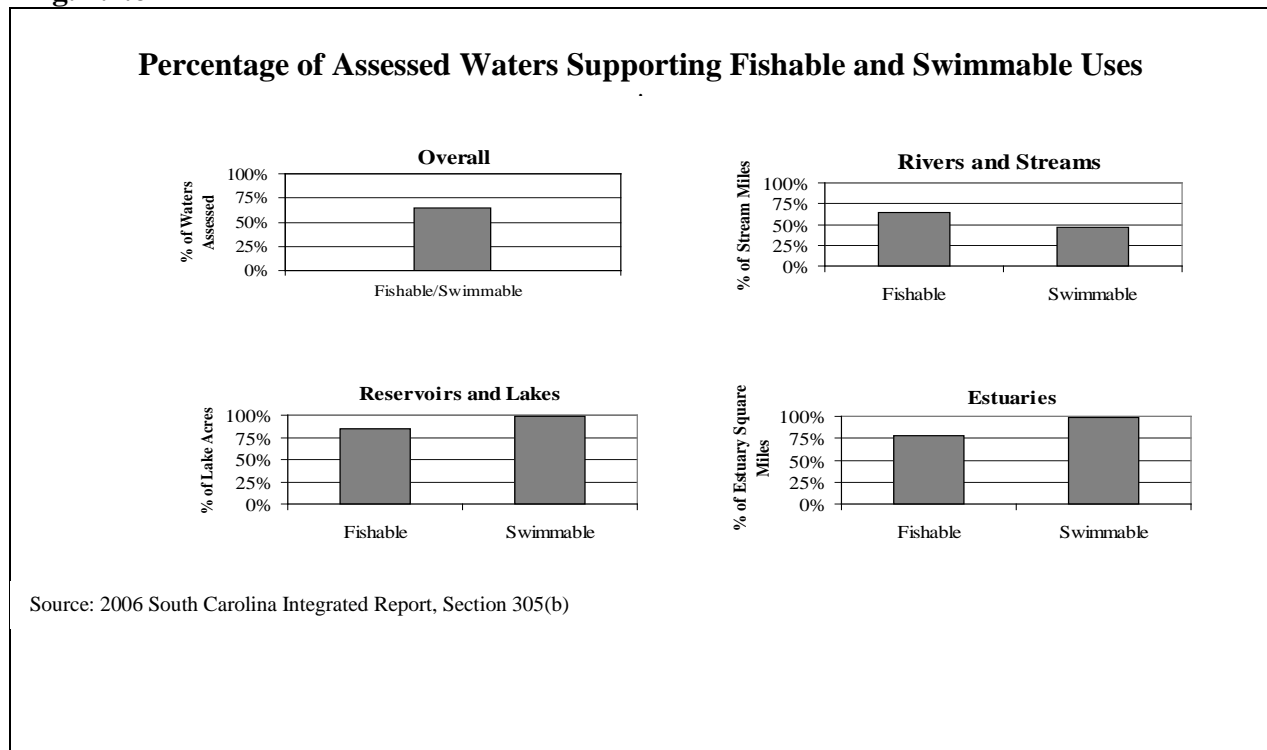 Percentage of Assessed Waters Supporting Fishable and Swimmable Uses
Overall
% of Waters
Assessed
100%
75%
50%
25%
0%
Fishable/Swimmable
Rivers and Streams
% of Stream Miles
100%
75%
50%
25%
0%
Fishable
Swimmable
Reservoirs and Lakes
% of Lake Acres
100%
75%
50%
25%
0%
Fishable
Swimmable
Estuaries
% of Estuary Square
Miles
100%
75%
50%
25%
0%
Fishable
Swimmable
Source: 2006 South Carolina Integrated Report, Section 305(b)